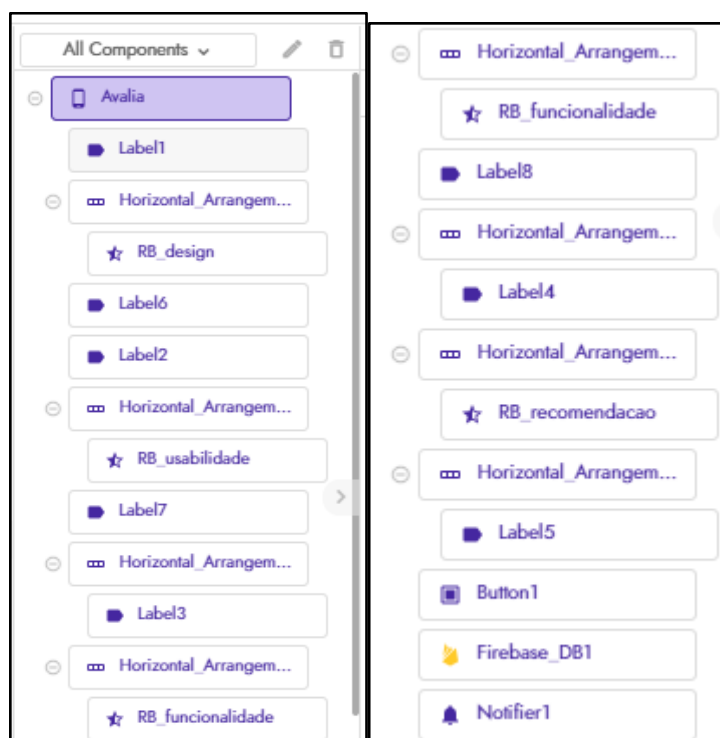 All Components
Avalia
Label1
Horizontal_Arrangem...
RB_design
Label6
Label2
Horizontal_Arrangem...
RB_usabilidade
Label7
Horizontal_Arrangem...
Label3
Horizontal_Arrangem...
RB_funcionalidade
Horizontal_Arrangem...
RB_funcionalidade
Label8
Horizontal_Arrangem...
Label4
Horizontal_Arrangem...
RB_recomendacao
Horizontal_Arrangem...
Label5
Button1
Firebase_DB1
Notifier1